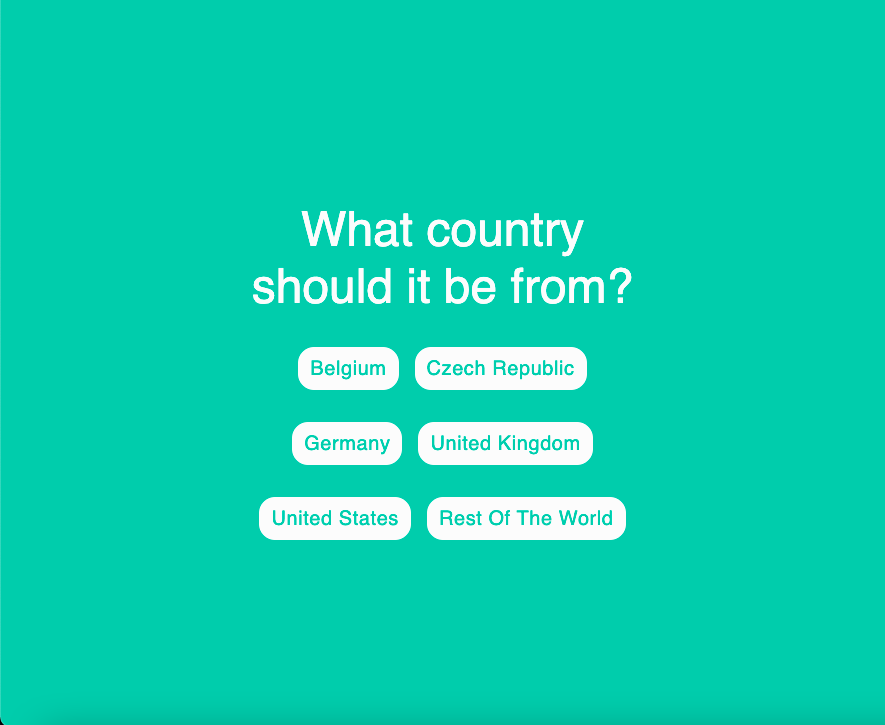 What country
should it be from?
Belgium Czech Republic
Germany United Kingdom
United States Rest Of The World